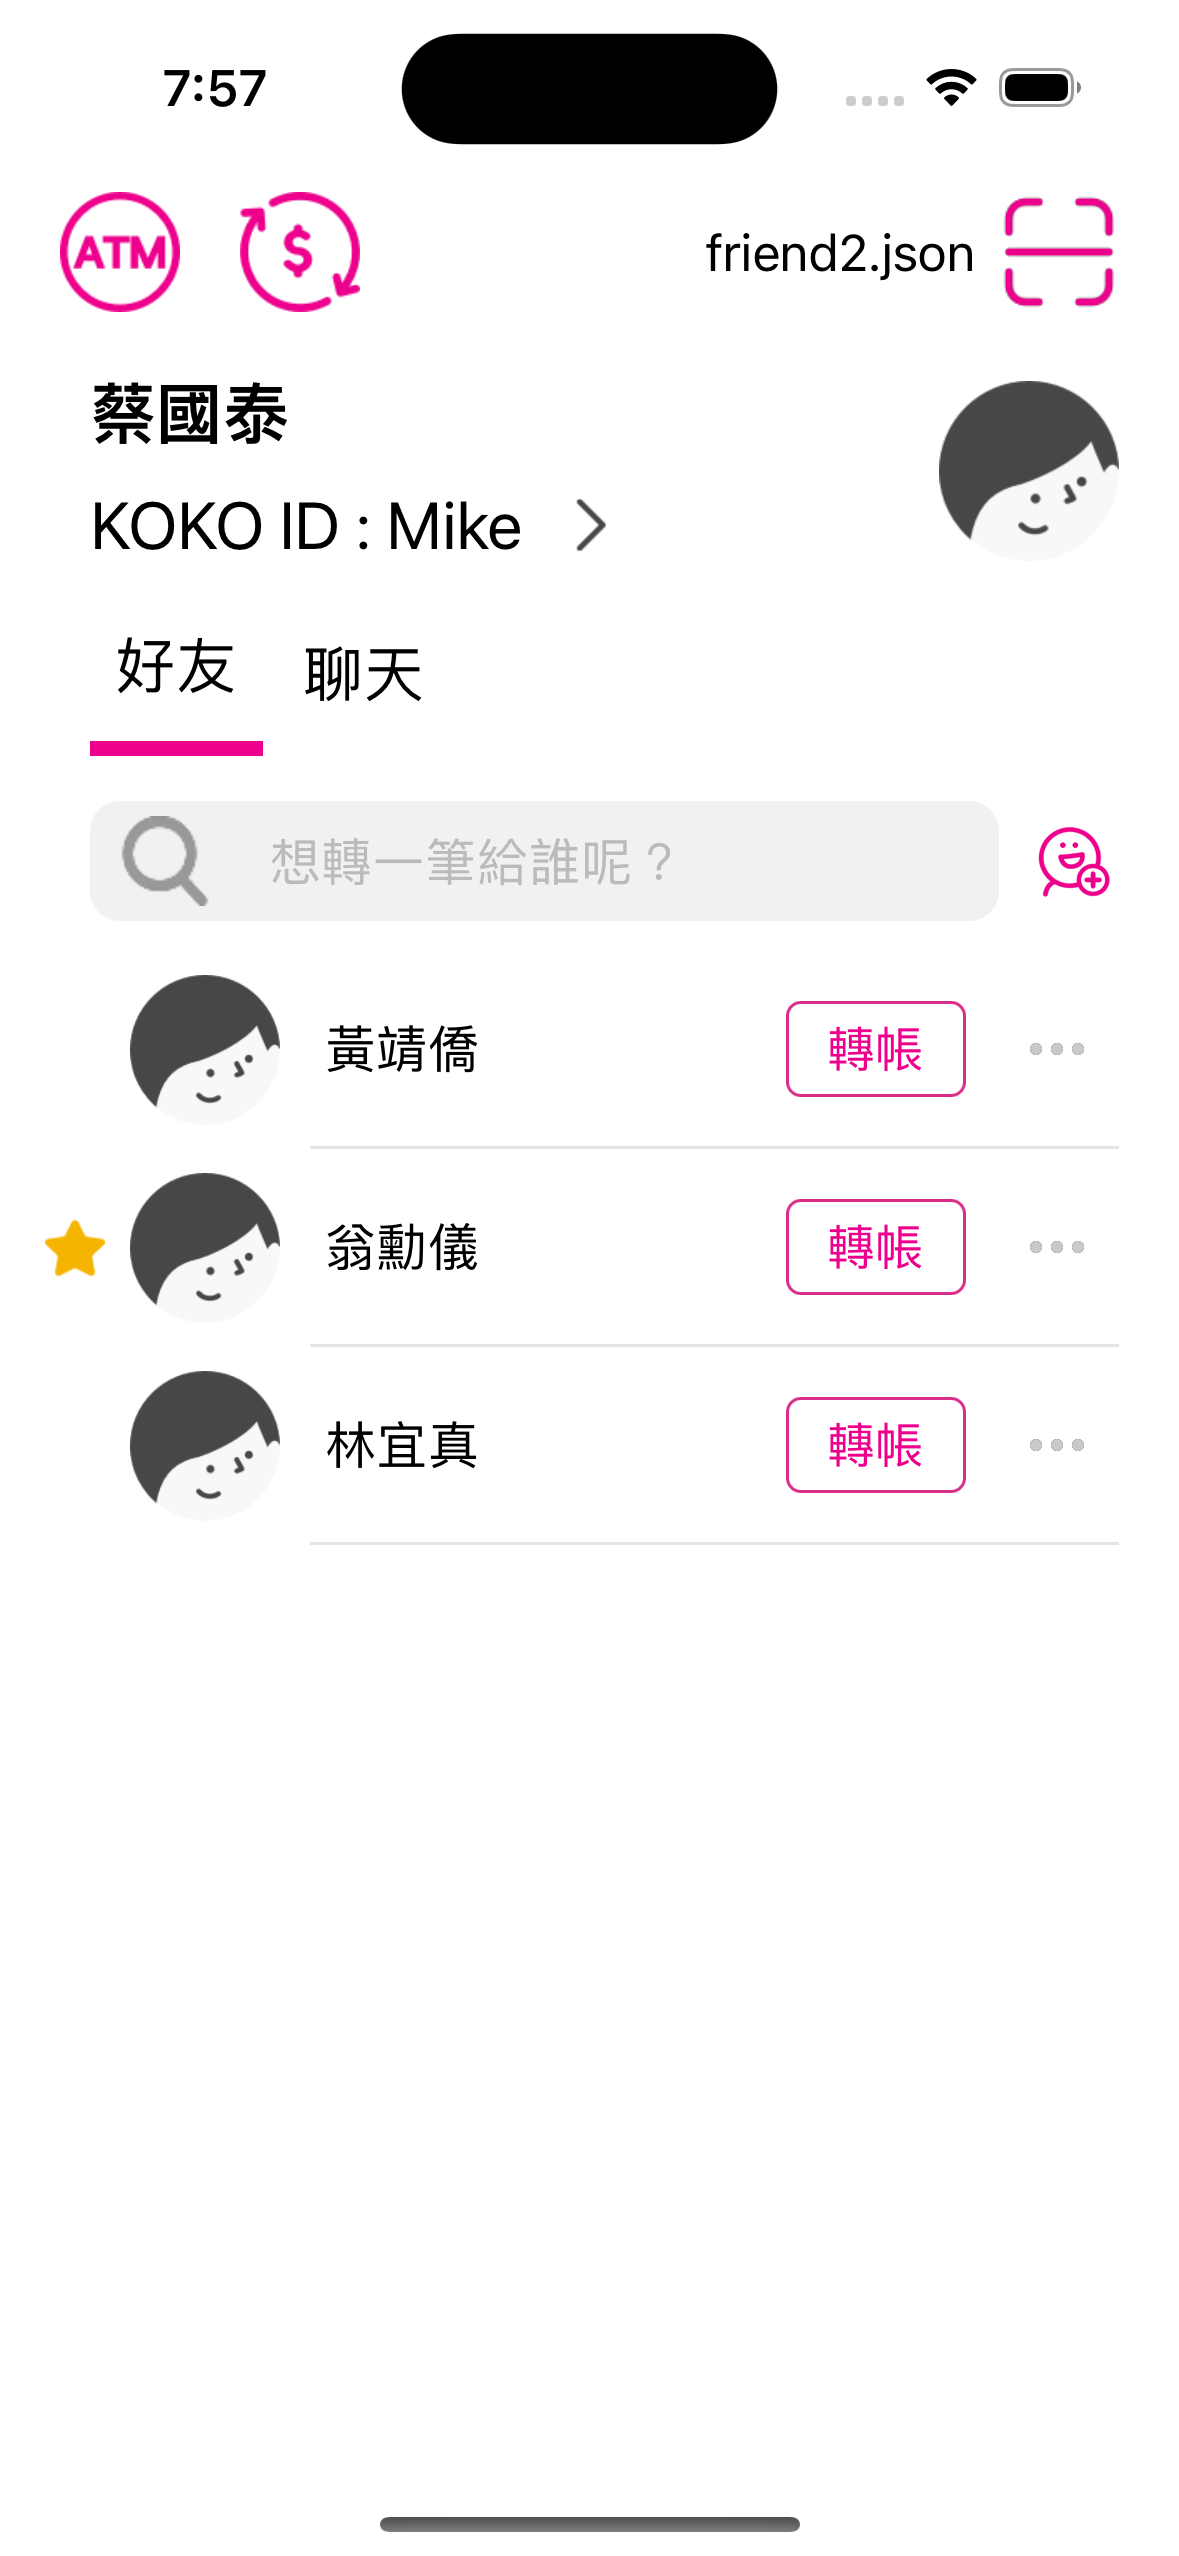 7:57
ATM
$
friend2.json
蔡國泰
KOKO ID : Mike
好友
聊天
想轉一筆給誰呢？
黃靖僑
轉帳
翁勳儀
轉帳
林宜真
轉帳